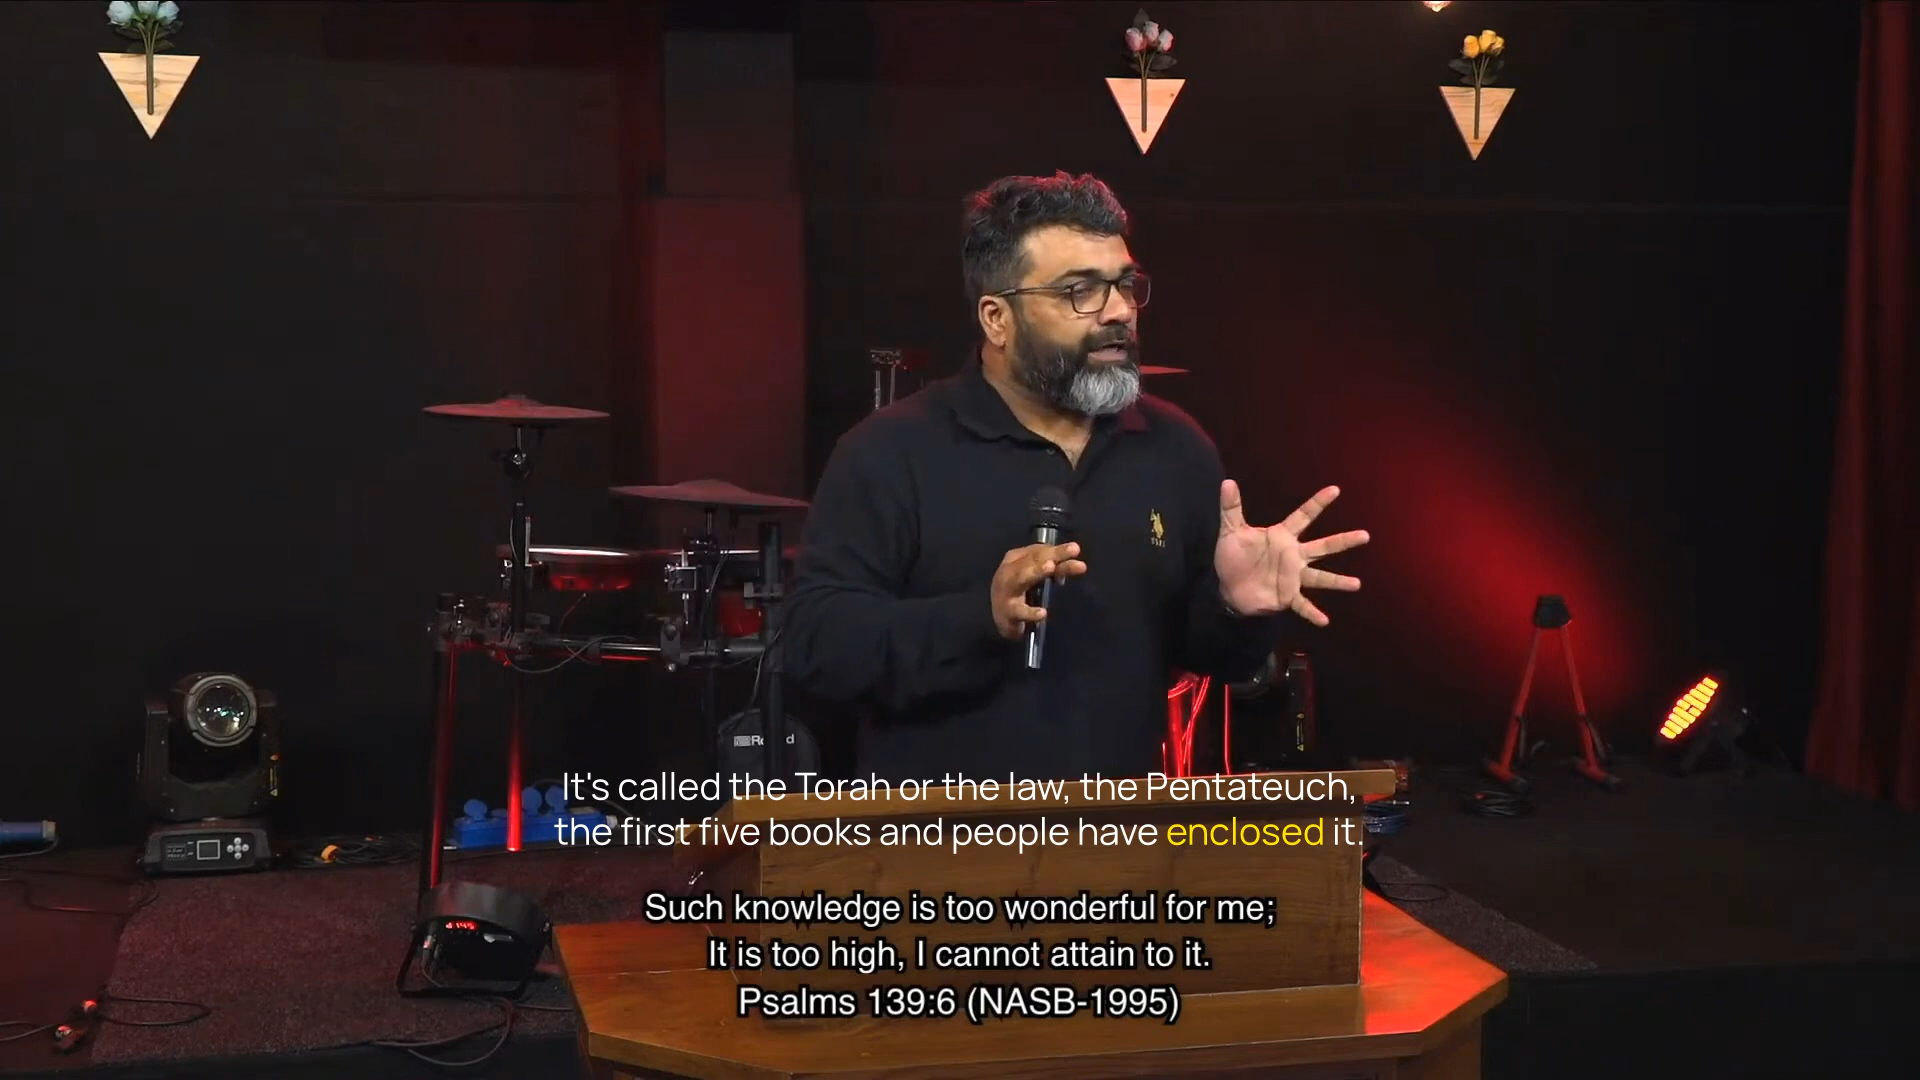 It's called the Torah or the law, the Pentateuch,
the first five books and people have enclosed it.
Such knowledge is too wonderful for me;
It is too high, I cannot attain to it.
Psalms 139:6 (NASB-1995)